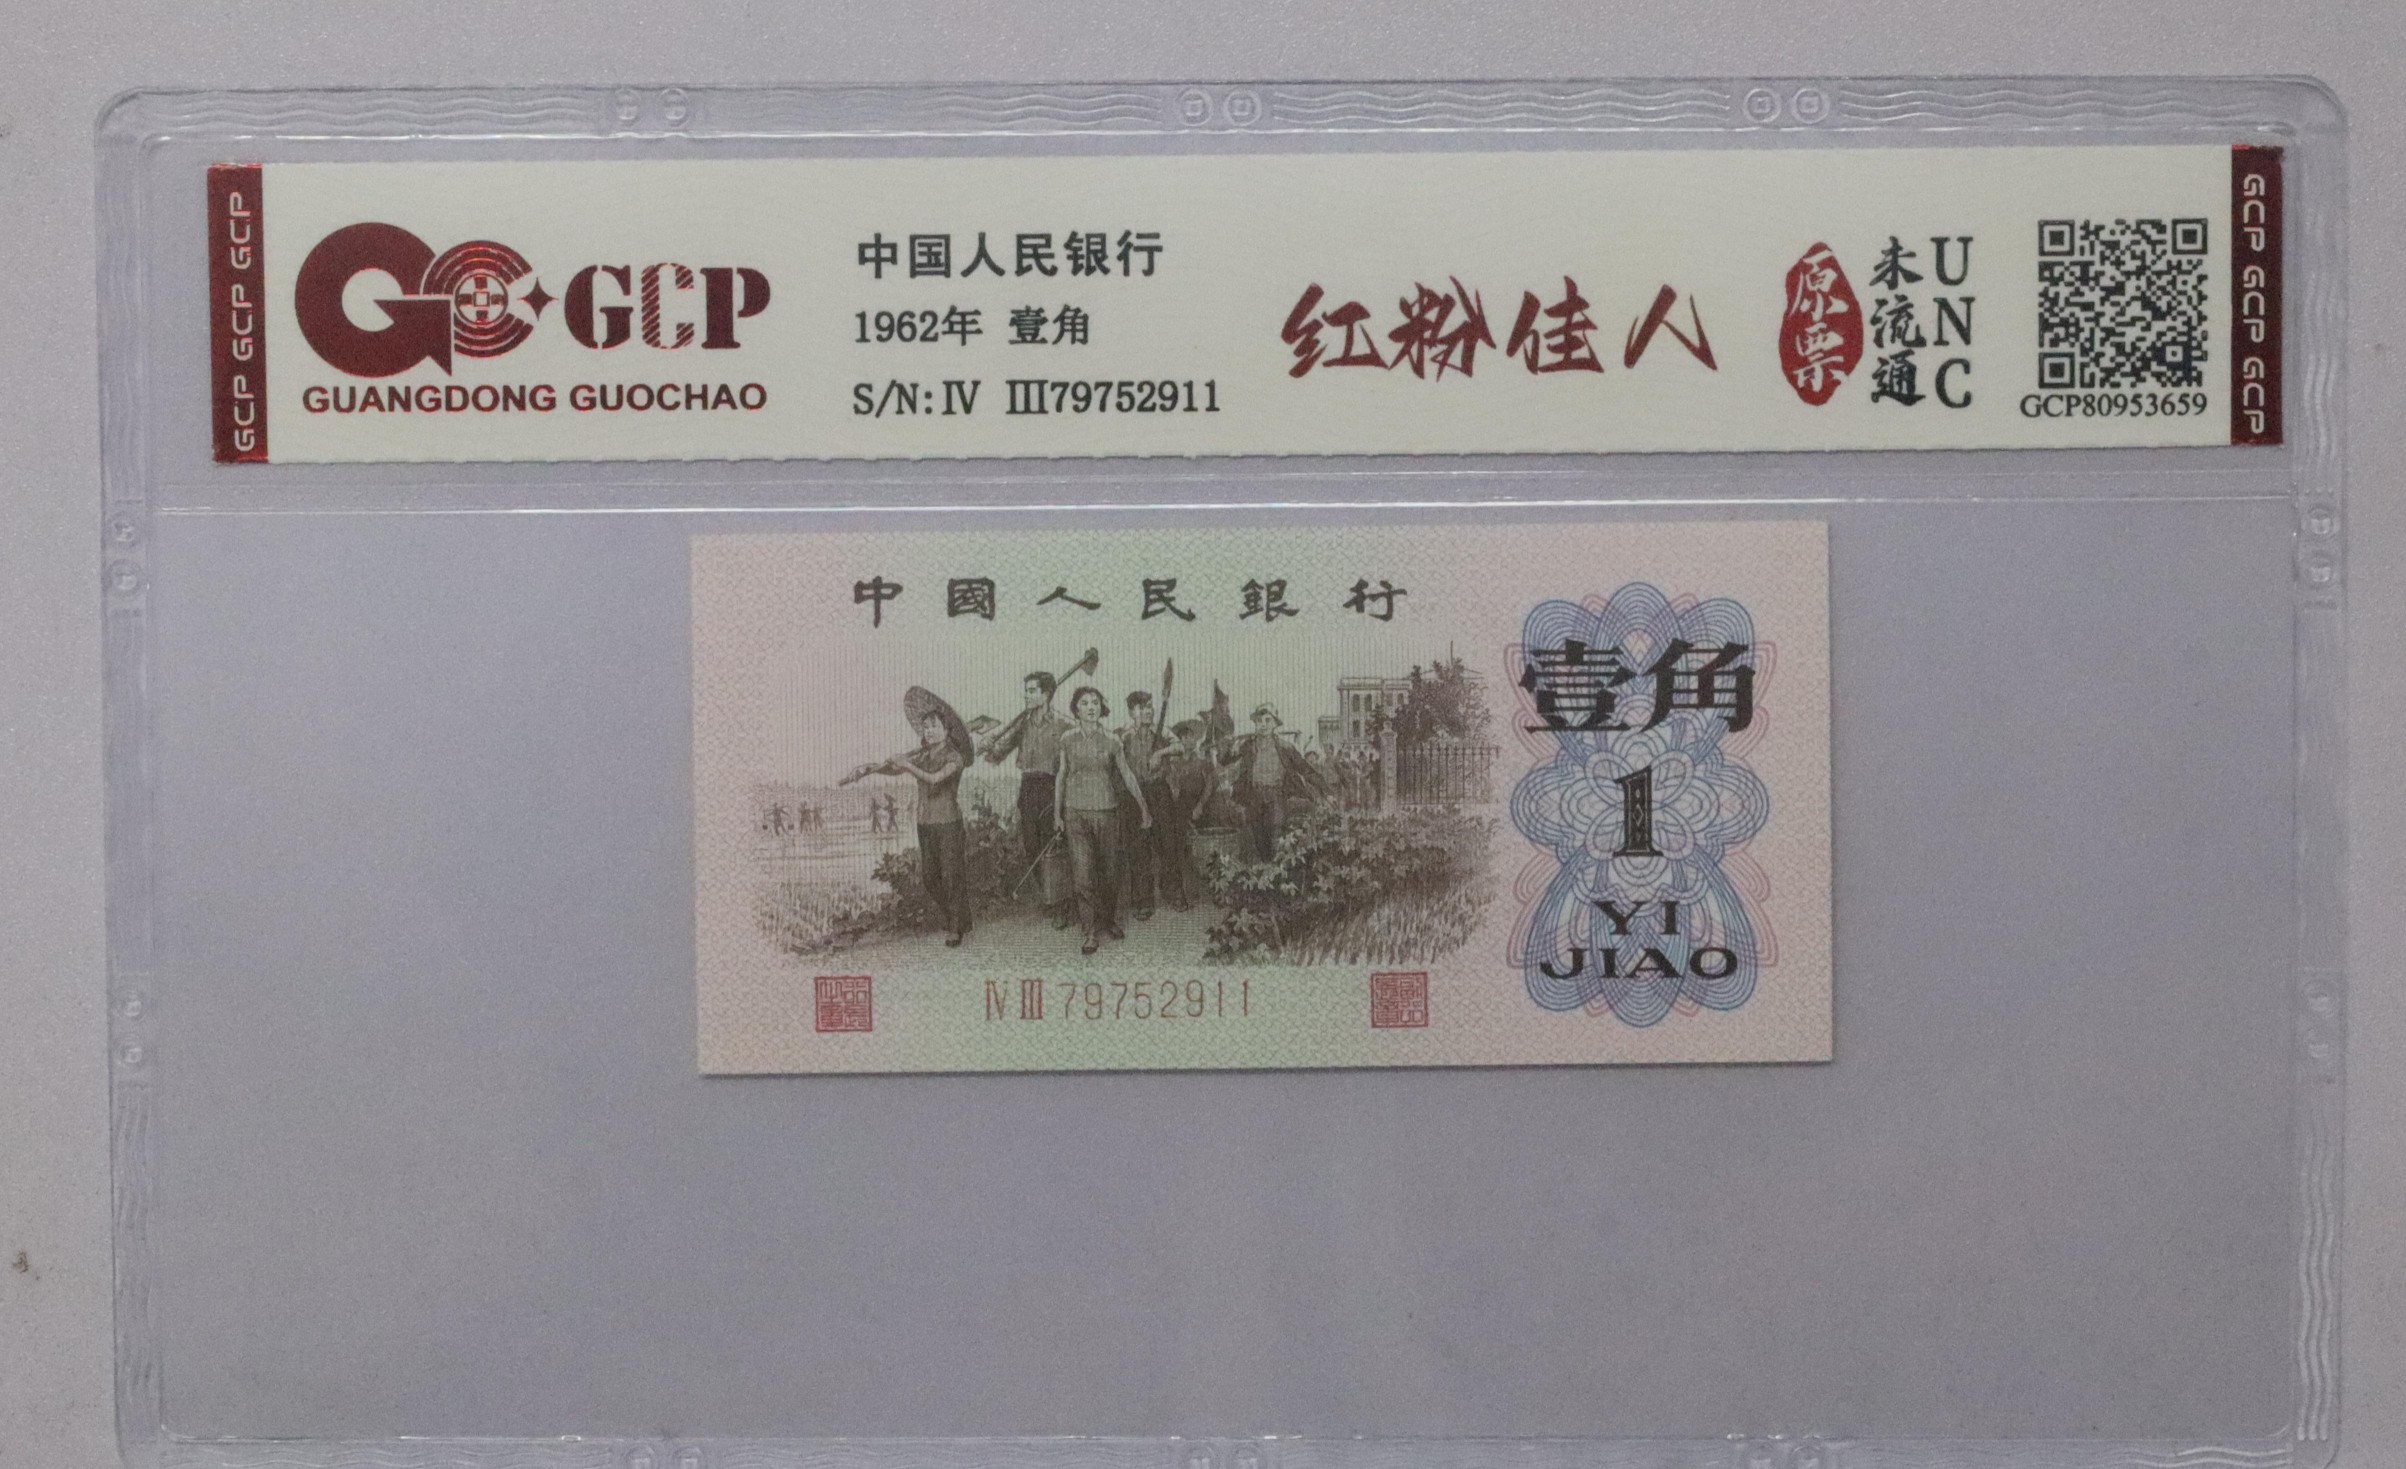 GCP GCP GCP
GCP
GUANGDONG GUOCHAO
中国人民银行
1962年 壹角
S/N: Ⅳ Ⅲ79752911
红粉佳人
原票
未流通
UNC
GCP80953659
GCP GCP GCP
中國人民銀行
壹角
1
YI
JIAO
Ⅳ Ⅲ 79752911